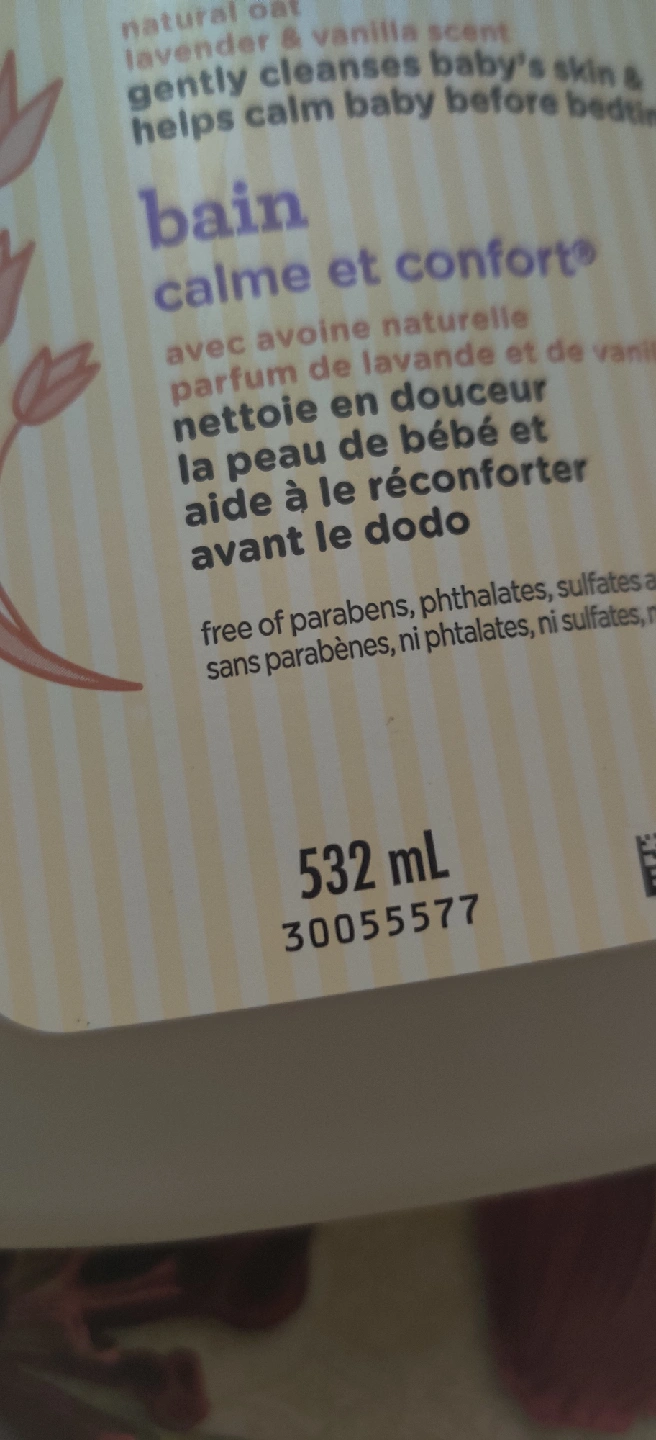 natural oat
lavender & vanilla scent
gently cleanses baby's skin &
helps calm baby before
bain
calme et confort®
avec avoine naturelle
parfum de lavande et de
nettoie en douceur
la peau de bébé et
aide à le réconforter
avant le dodo
free of parabens, phthalates, sulfates
sans parabènes, ni phtalates, ni sulfates,
532 mL
30055577